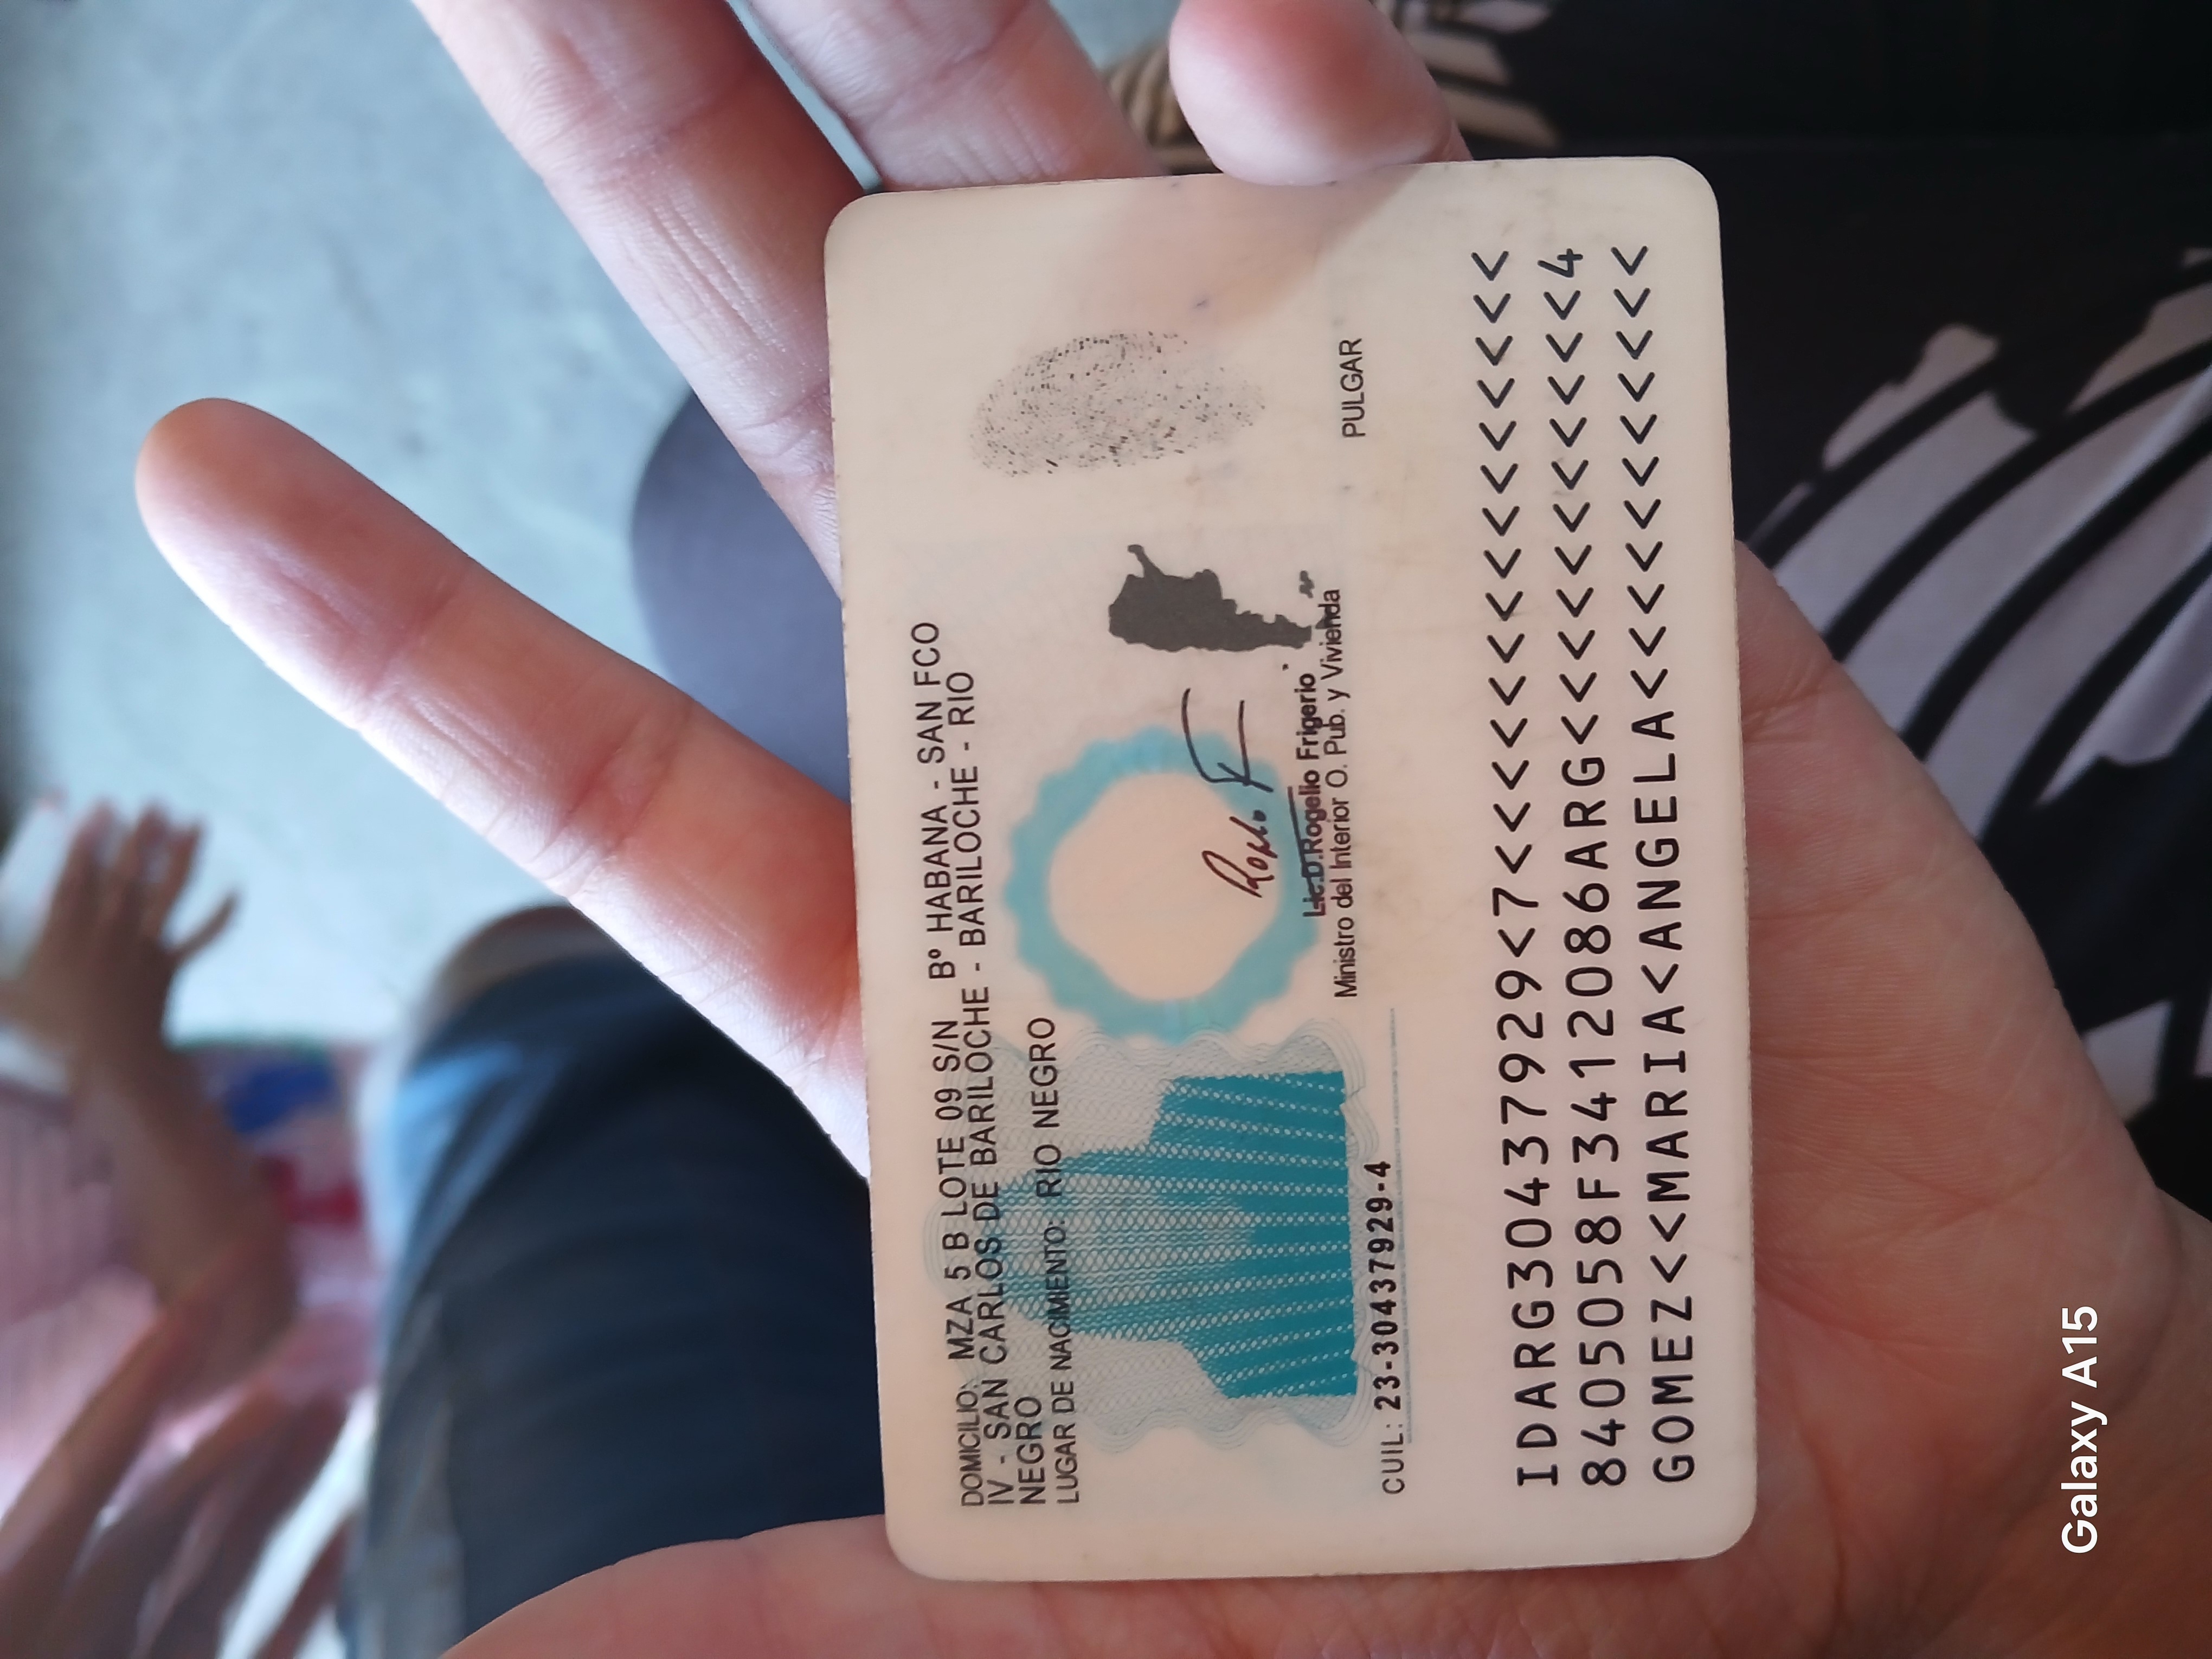 DOMICILIO: MZA 5 B LOTE 09 S/N Bº HABANA - SAN FCO
IV - SAN CARLOS DE BARILOCHE - BARILOCHE - RIO
NEGRO
LUGAR DE NACIMIENTO: RIO NEGRO
Lic.D.Rogelio Frigerio
Ministro del Interior O. Pub. y Vivienda
PULGAR
CUIL: 23-30437929-4
IDARG30437929<7<<<<<<<<<<<<<<<
8405058F3412086ARG<<<<<<<<<<<4
GOMEZ<<MARIA<ANGELA<<<<<<<<<<<
Galaxy A15